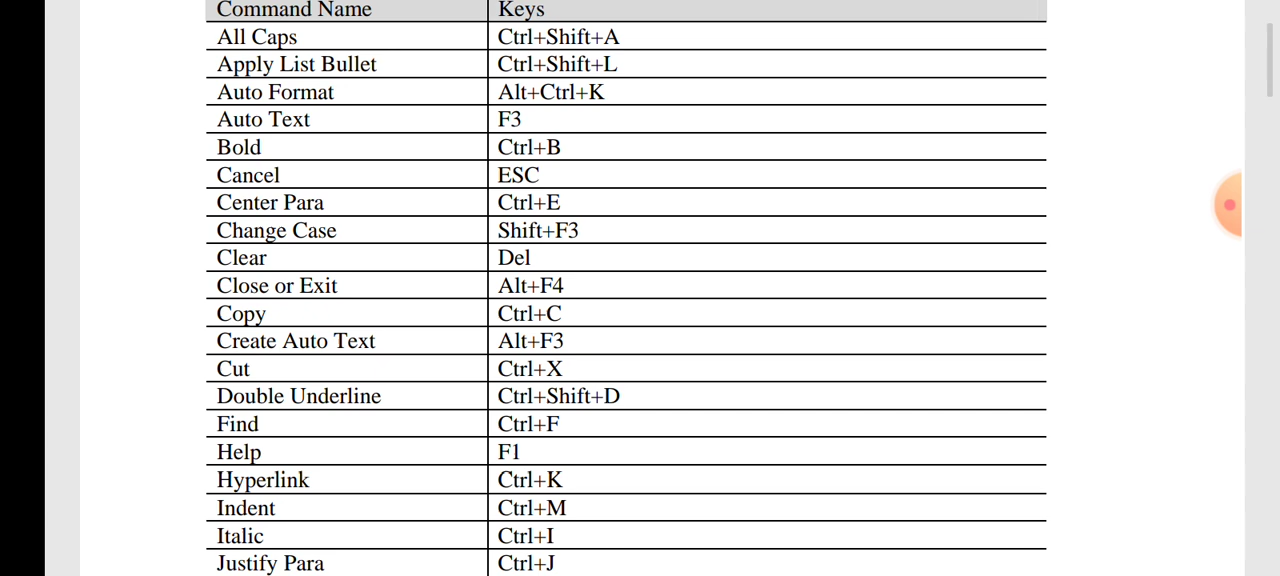 Command Name Keys
All Caps Ctrl+Shift+A
Apply List Bullet Ctrl+Shift+L
Auto Format Alt+Ctrl+K
Auto Text F3
Bold Ctrl+B
Cancel ESC
Center Para Ctrl+E
Change Case Shift+F3
Clear Del
Close or Exit Alt+F4
Copy Ctrl+C
Create Auto Text Alt+F3
Cut Ctrl+X
Double Underline Ctrl+Shift+D
Find Ctrl+F
Help F1
Hyperlink Ctrl+K
Indent Ctrl+M
Italic Ctrl+I
Justify Para Ctrl+J